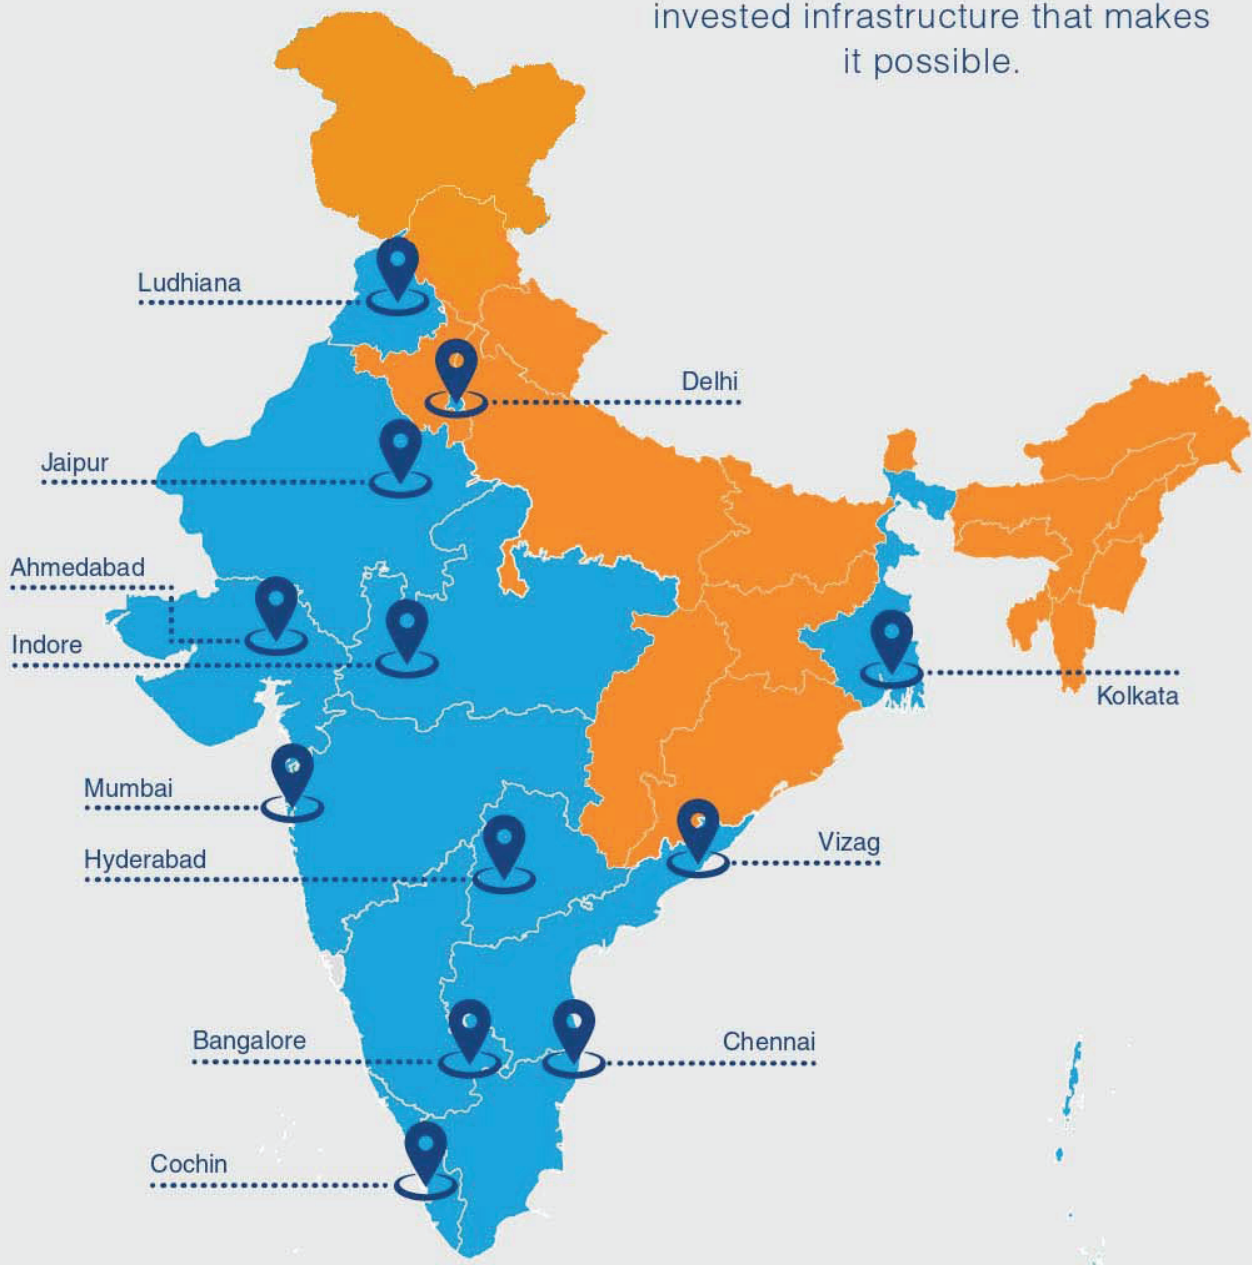 invested infrastructure that makes
it possible.
Ludhiana
Delhi
Jaipur
Ahmedabad
Indore
Kolkata
Mumbai
Vizag
Hyderabad
Bangalore
Chennai
Cochin